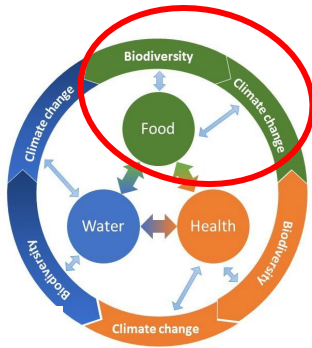 Biodiversity
Climate change
Climate change
Food
Water
Health
Biodiversity
Biodiversity
Climate change